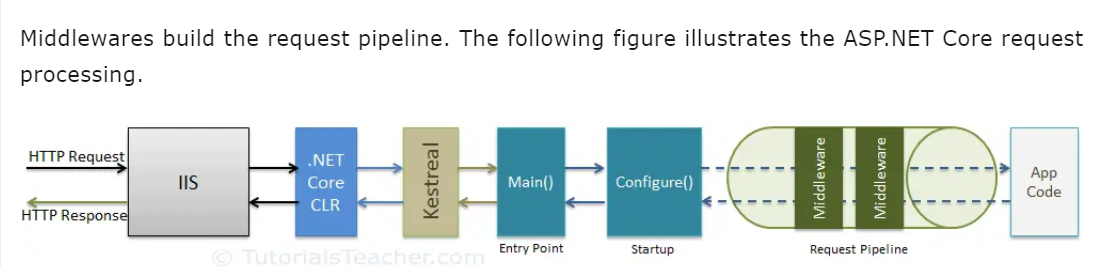 Middlewares build the request pipeline. The following figure illustrates the ASP.NET Core request
processing.
HTTP Request
HTTP Response
IIS
.NET
Core
CLR
Kestreal
Main()
Entry Point
Configure()
Startup
Middleware
Middleware
Request Pipeline
App
Code
© TutorialsTeacher.com